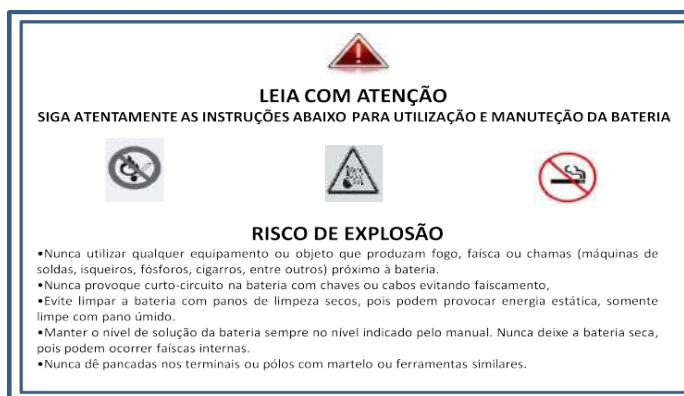 LEIA COM ATENÇÃO
SIGA ATENTAMENTE AS INSTRUÇÕES ABAIXO PARA UTILIZAÇÃO E MANUTEÇÃO DA BATERIA
RISCO DE EXPLOSÃO
•Nunca utilizar qualquer equipamento ou objeto que produzam fogo, faísca ou chamas (máquinas de
soldas, isqueiros, fósforos, cigarros, entre outros) próximo à bateria.
•Nunca provoque curto-circuito na bateria com chaves ou cabos evitando faiscamento,
•Evite limpar a bateria com panos de limpeza secos, pois podem provocar energia estática, somente
limpe com pano úmido.
•Manter o nível de solução da bateria sempre no nível indicado pelo manual. Nunca deixe a bateria seca,
pois podem ocorrer faíscas internas.
•Nunca dê pancadas nos terminais ou pólos com martelo ou ferramentas similares.